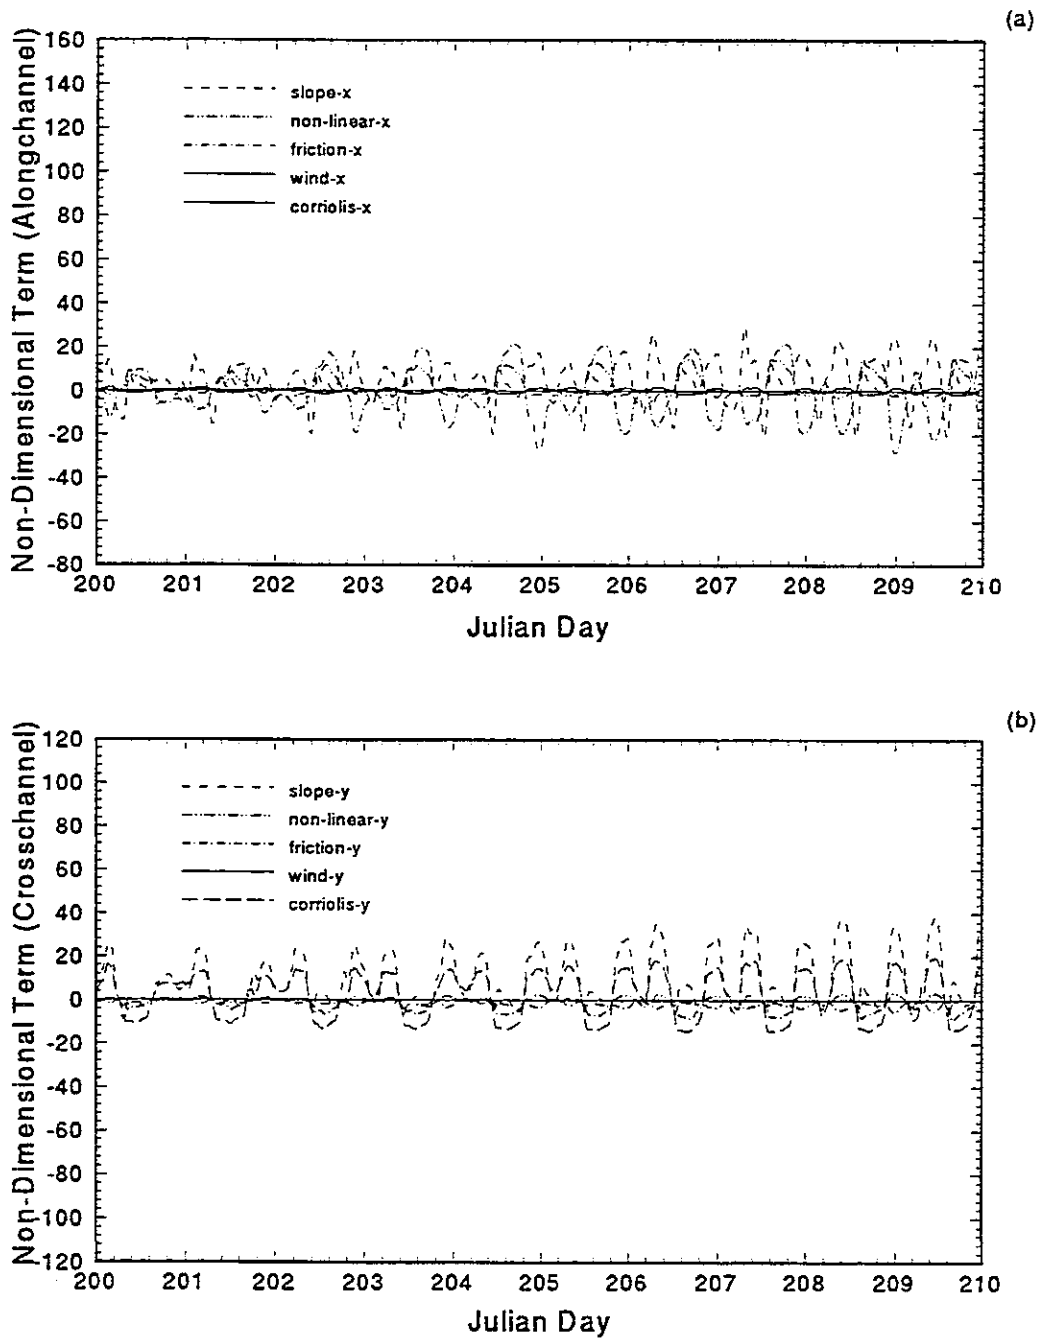 (a)
160
140
120
100
80
60
40
20
0
-20
-40
-60
-80
Non-Dimensional Term (Alongchannel)
slope-x
non-linear-x
friction-x
wind-x
corriolis-x
200 201 202 203 204 205 206 207 208 209 210
Julian Day
(b)
120
100
80
60
40
20
0
-20
-40
-60
-80
-100
-120
Non-Dimensional Term (Crosschannel)
slope-y
non-linear-y
friction-y
wind-y
corriolis-y
200 201 202 203 204 205 206 207 208 209 210
Julian Day